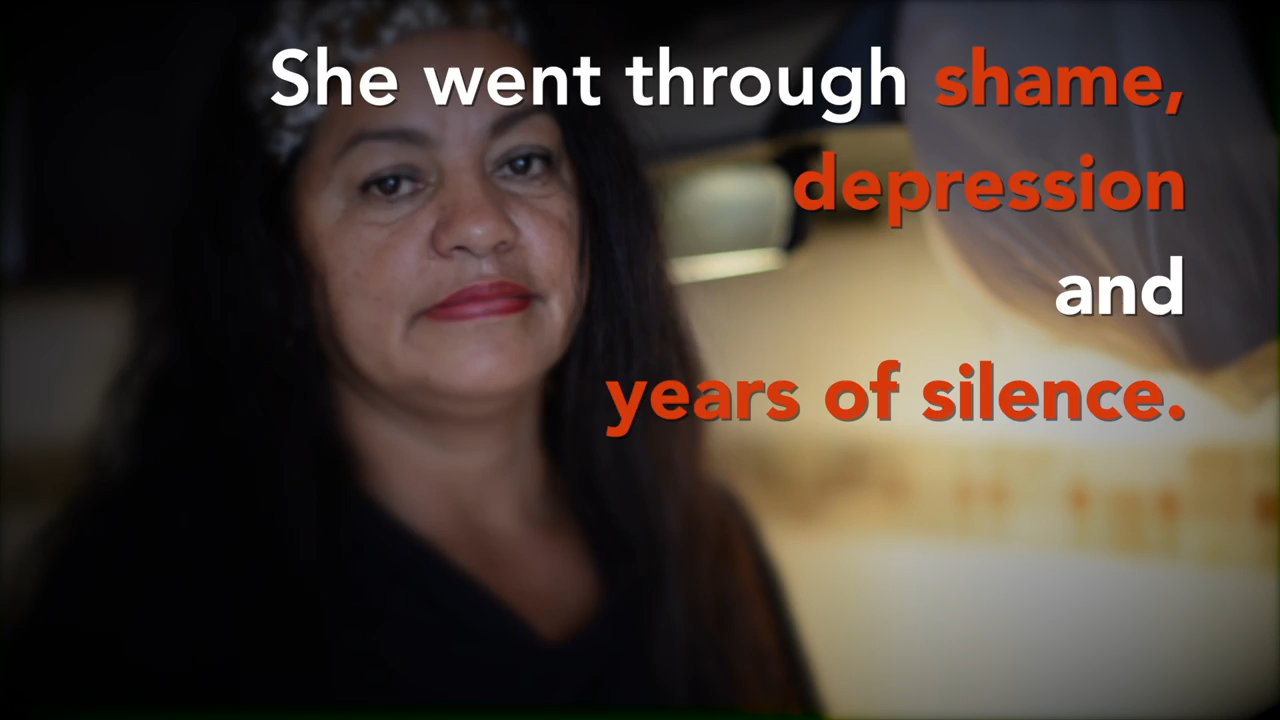 She went through shame,
depression
and
years of silence.